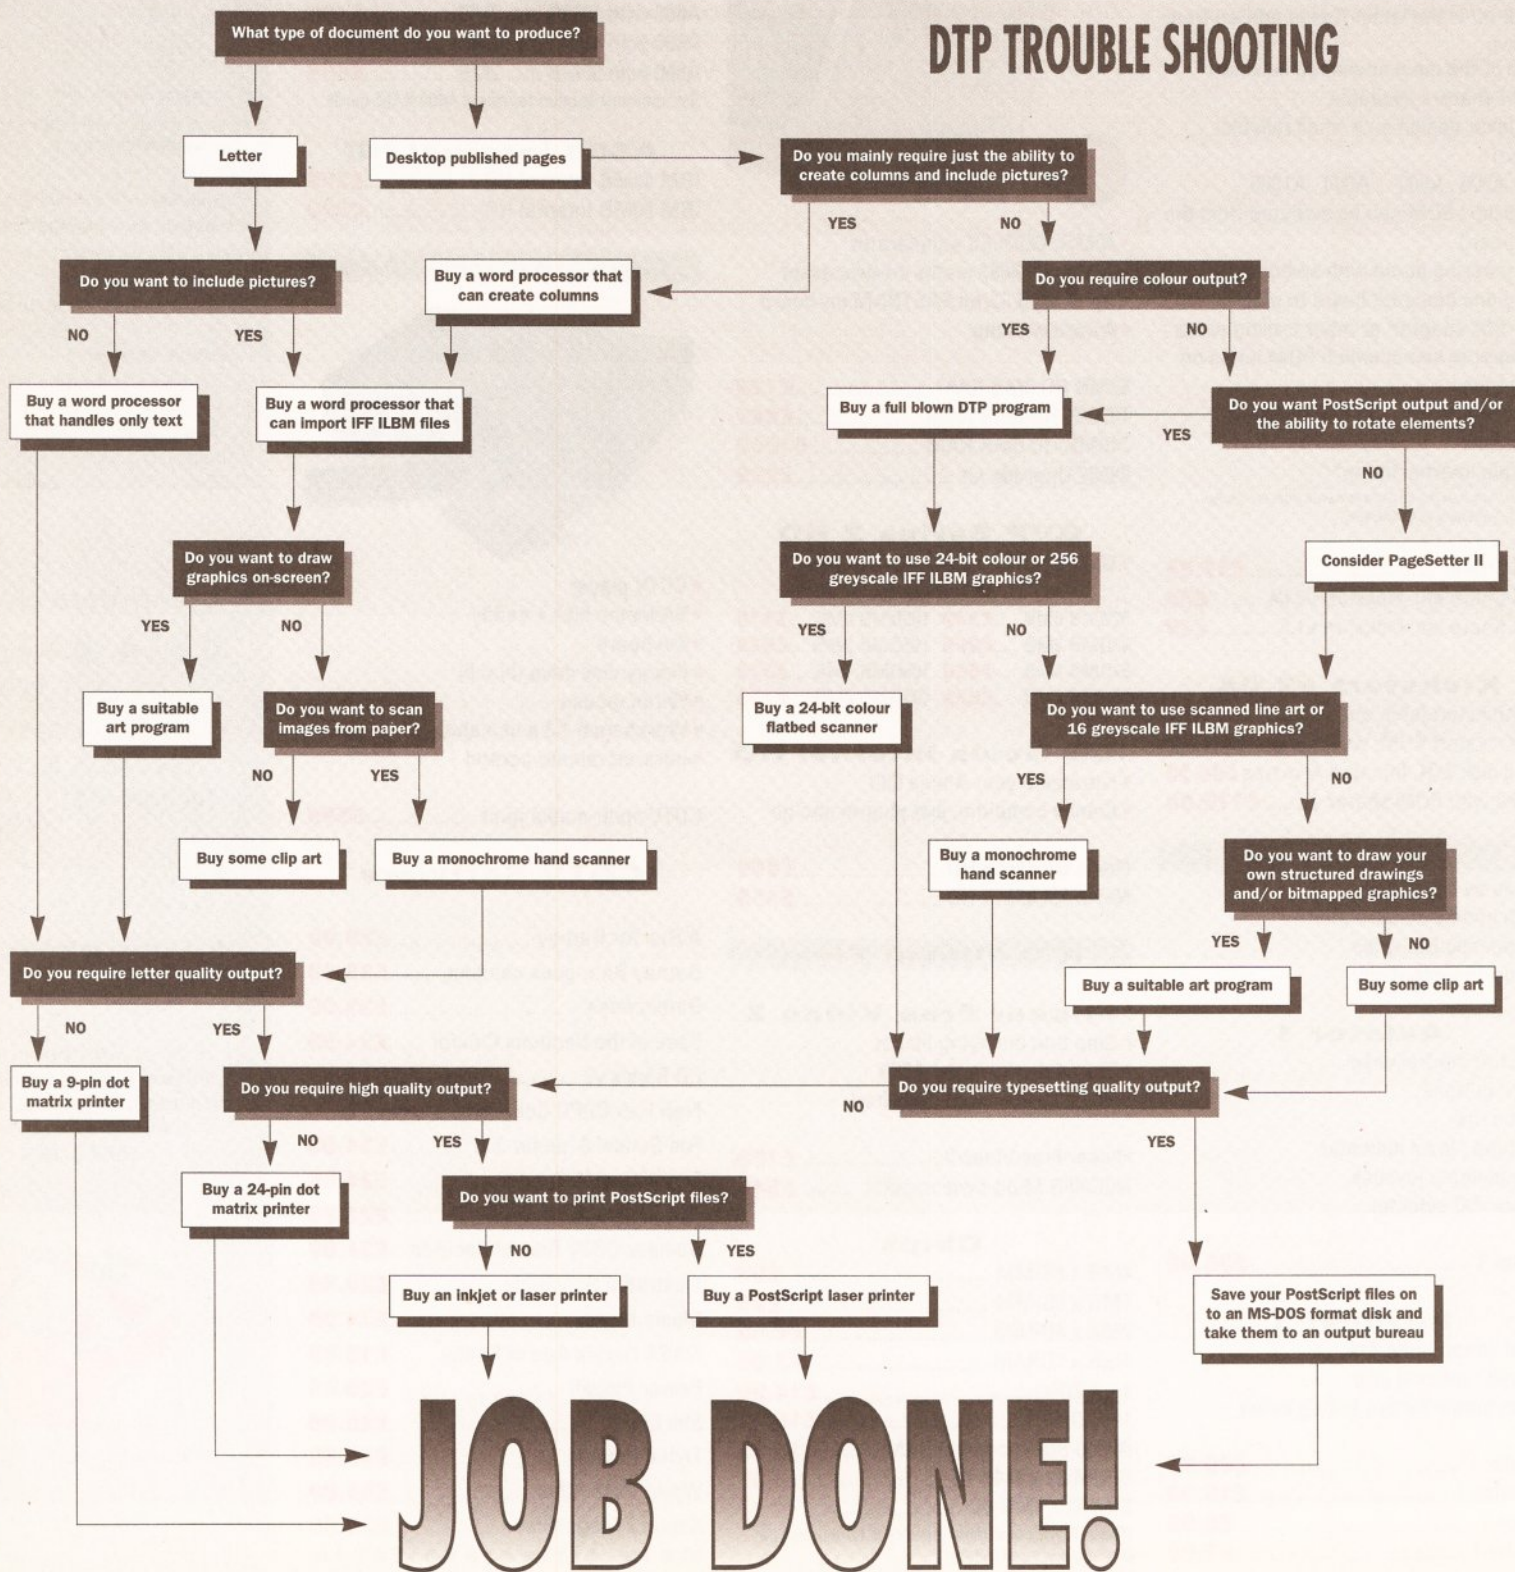 DTP TROUBLE SHOOTING
What type of document do you want to produce?
Letter
Desktop published pages
Do you mainly require just the ability to
create columns and include pictures?
YES
NO
Do you want to include pictures?
Buy a word processor that
can create columns
Do you require colour output?
NO
YES
YES
NO
Buy a word processor
that handles only text
Buy a word processor that
can import IFF ILBM files
Buy a full blown DTP program
YES
Do you want PostScript output and/or
the ability to rotate elements?
NO
Do you want to draw
graphics on-screen?
Do you want to use 24-bit colour or 256
greyscale IFF ILBM graphics?
Consider PageSetter II
YES
NO
YES
NO
Buy a suitable
art program
Do you want to scan
images from paper?
Buy a 24-bit colour
flatbed scanner
Do you want to use scanned line art or
16 greyscale IFF ILBM graphics?
NO
YES
YES
NO
Buy some clip art
Buy a monochrome hand scanner
Buy a monochrome
hand scanner
Do you want to draw your
own structured drawings
and/or bitmapped graphics?
YES
NO
Do you require letter quality output?
Buy a suitable art program
Buy some clip art
NO
YES
Buy a 9-pin dot
matrix printer
Do you require high quality output?
Do you require typesetting quality output?
NO
YES
NO
YES
Buy a 24-pin dot
matrix printer
Do you want to print PostScript files?
NO
YES
Buy an inkjet or laser printer
Buy a PostScript laser printer
Save your PostScript files on
to an MS-DOS format disk and
take them to an output bureau
JOB DONE!